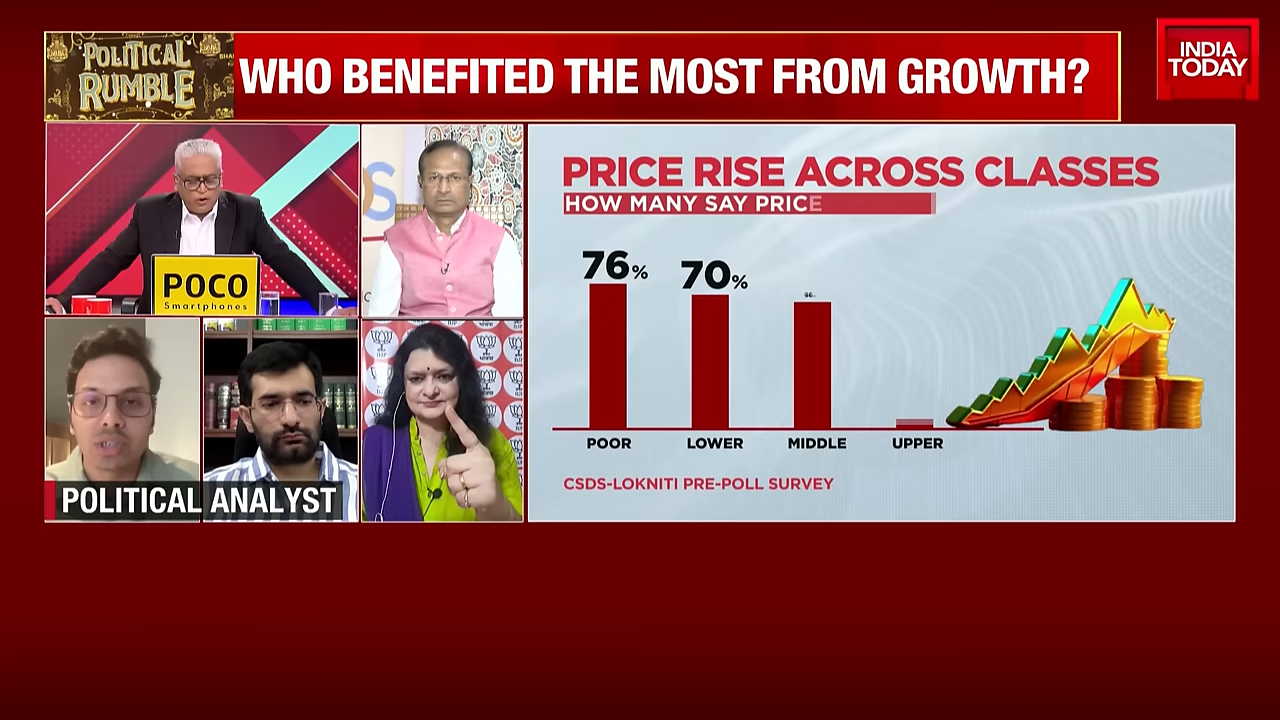 POLITICAL
RUMBLE
WHO BENEFITED THE MOST FROM GROWTH?
INDIA
TODAY
PRICE RISE ACROSS CLASSES
HOW MANY SAY PRICE
76%
70%
POOR
LOWER
MIDDLE
UPPER
CSDS-LOKNITI PRE-POLL SURVEY
POCO
Smartphones
S
POLITICAL ANALYST